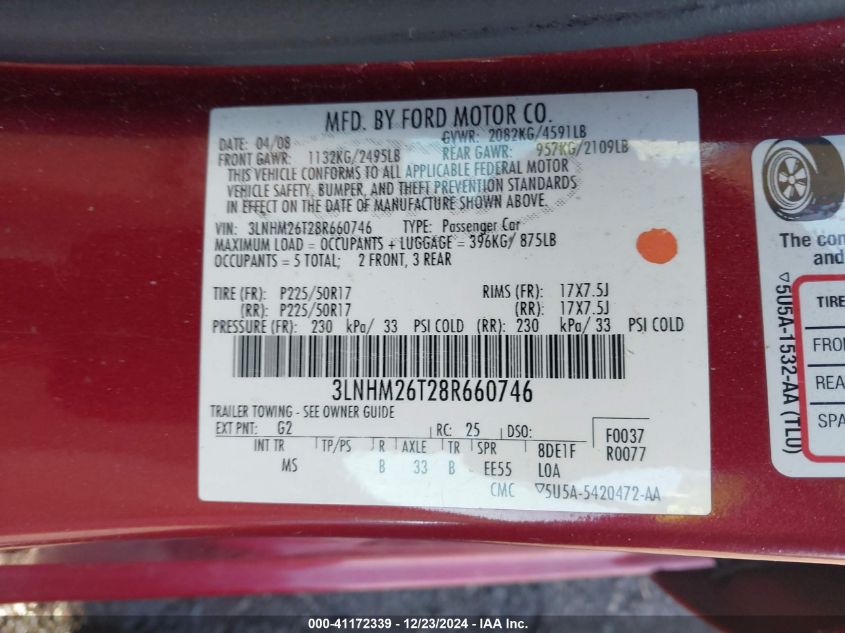 MFD. BY FORD MOTOR CO.
DATE: 04/08 GVWR: 2082KG/4591LB
FRONT GAWR: 1132KG/2495LB REAR GAWR: 957KG/2109LB
THIS VEHICLE CONFORMS TO ALL APPLICABLE FEDERAL MOTOR
VEHICLE SAFETY, BUMPER, AND THEFT PREVENTION STANDARDS
IN EFFECT ON THE DATE OF MANUFACTURE SHOWN ABOVE.
VIN: 3LNHM26T28R660746 TYPE: Passenger Car
MAXIMUM LOAD = OCCUPANTS + LUGGAGE = 396KG/ 875LB
OCCUPANTS = 5 TOTAL; 2 FRONT, 3 REAR
TIRE (FR): P225/50R17 RIMS (FR): 17X7.5J
(RR): P225/50R17 (RR): 17X7.5J
PRESSURE (FR): 230 kPa/ 33 PSI COLD (RR): 230 kPa/ 33 PSI COLD
3LNHM26T28R660746
TRAILER TOWING - SEE OWNER GUIDE
EXT PNT: G2 RC: 25 DSO: F0037
INT TR TP/PS R AXLE TR SPR 8DE1F R0077
MS B 33 B EE55 L0A
CMC ▽5U5A-5420472-AA
The con
and
▽5U5A-1532-AA (TLU)
TIRE
FRO
REA
SPA
000-41172339 - 12/23/2024 - IAA Inc.